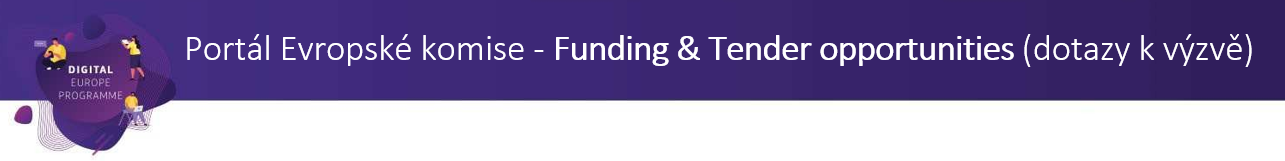 Portál Evropské komise - Funding & Tender opportunities (dotazy k výzvě)
DIGITAL
EUROPE
PROGRAMME